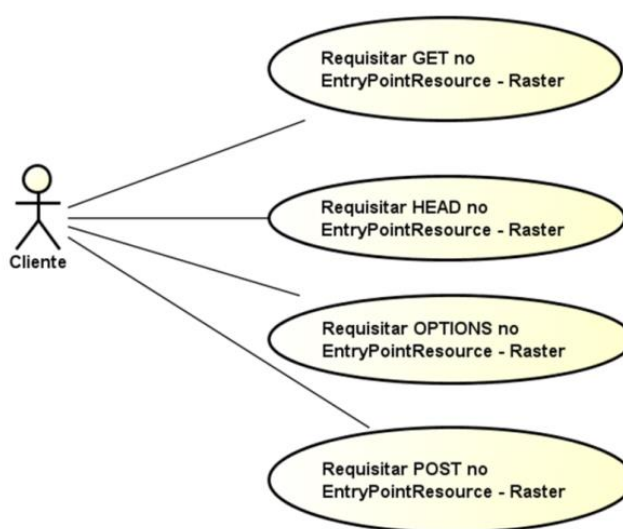 Requisitar GET no
EntryPointResource - Raster
Requisitar HEAD no
EntryPointResource - Raster
Cliente
Requisitar OPTIONS no
EntryPointResource - Raster
Requisitar POST no
EntryPointResource - Raster